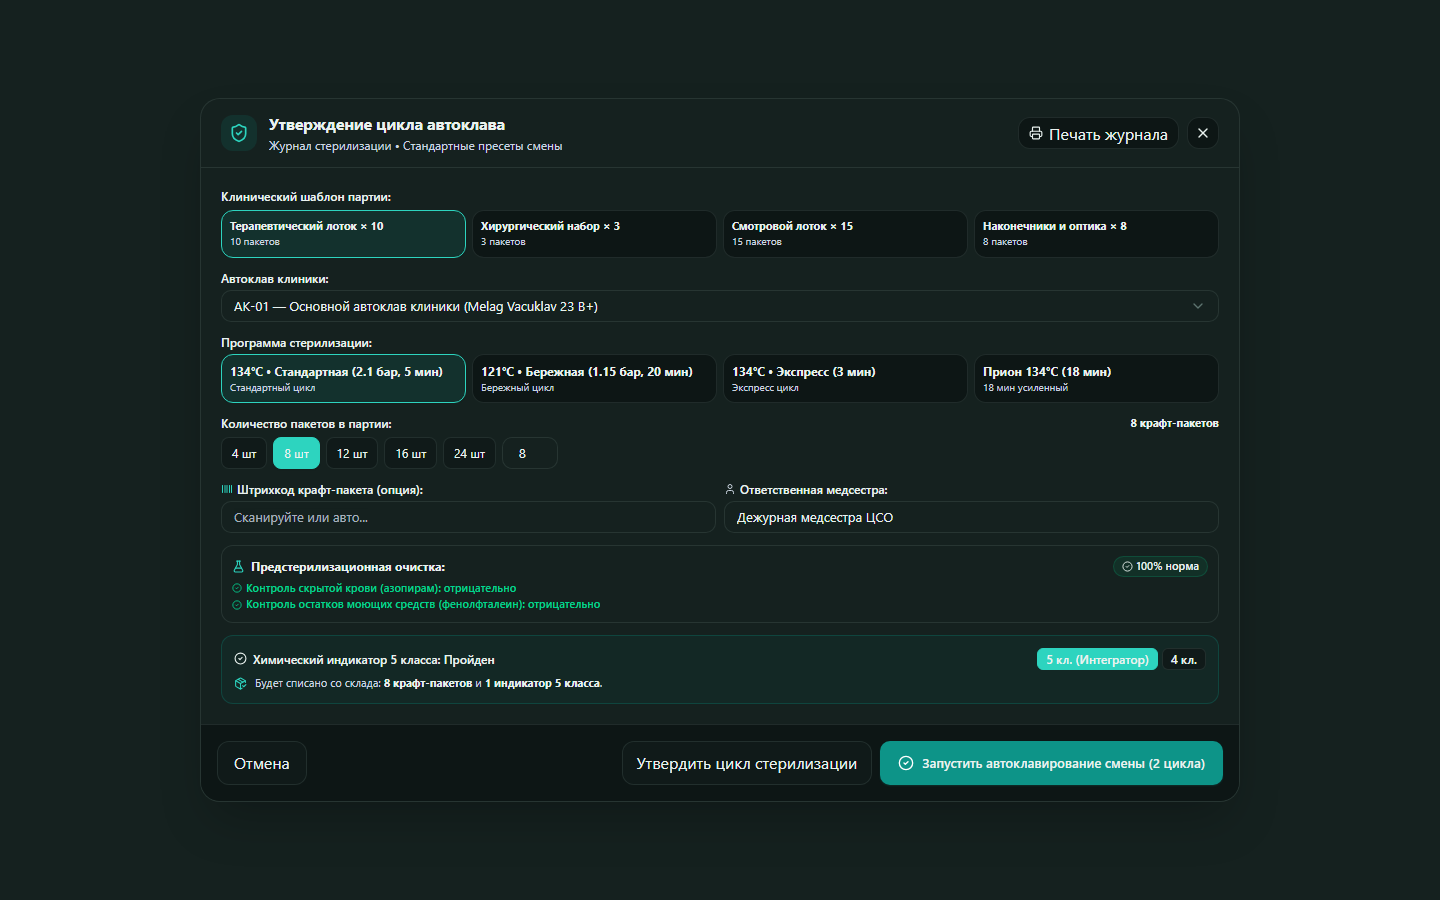 Утверждение цикла автоклава
Журнал стерилизации • Стандартные пресеты смены
Печать журнала
Клинический шаблон партии:
Терапевтический лоток × 10
10 пакетов
Хирургический набор × 3
3 пакетов
Смотровой лоток × 15
15 пакетов
Наконечники и оптика × 8
8 пакетов
Автоклав клиники:
АК-01 — Основной автоклав клиники (Melag Vacuklav 23 B+)
Программа стерилизации:
134°C • Стандартная (2.1 бар, 5 мин)
Стандартный цикл
121°C • Бережная (1.15 бар, 20 мин)
Бережный цикл
134°C • Экспресс (3 мин)
Экспресс цикл
Прион 134°C (18 мин)
18 мин усиленный
Количество пакетов в партии:
8 крафт-пакетов
4 шт
8 шт
12 шт
16 шт
24 шт
8
Штрихкод крафт-пакета (опция):
Сканируйте или авто...
Ответственная медсестра:
Дежурная медсестра ЦСО
Предстерилизационная очистка:
100% норма
Контроль скрытой крови (азопирам): отрицательно
Контроль остатков моющих средств (фенолфталеин): отрицательно
Химический индикатор 5 класса: Пройден
5 кл. (Интегратор)
4 кл.
Будет списано со склада: 8 крафт-пакетов и 1 индикатор 5 класса.
Отмена
Утвердить цикл стерилизации
Запустить автоклавирование смены (2 цикла)